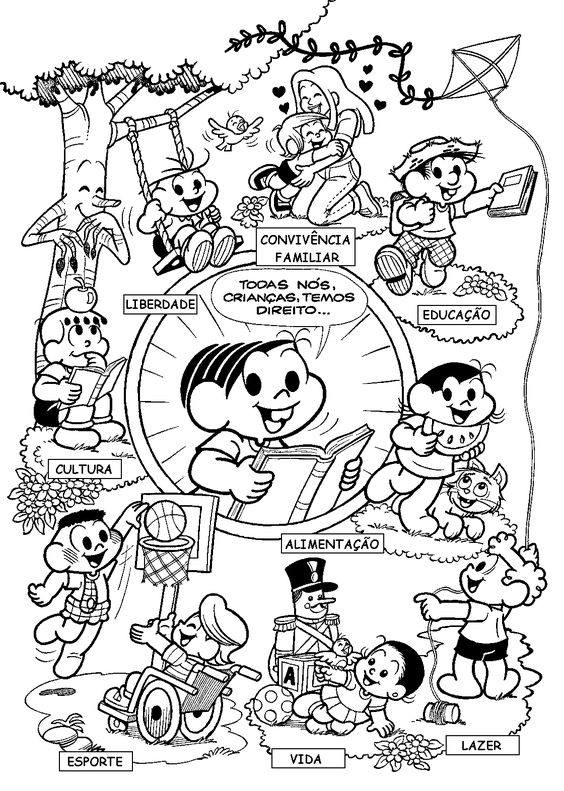 CONVIVÊNCIA
FAMILIAR
TODAS NÓS,
CRIANÇAS, TEMOS
DIREITO...
LIBERDADE
EDUCAÇÃO
CULTURA
ALIMENTAÇÃO
A
ESPORTE
VIDA
LAZER